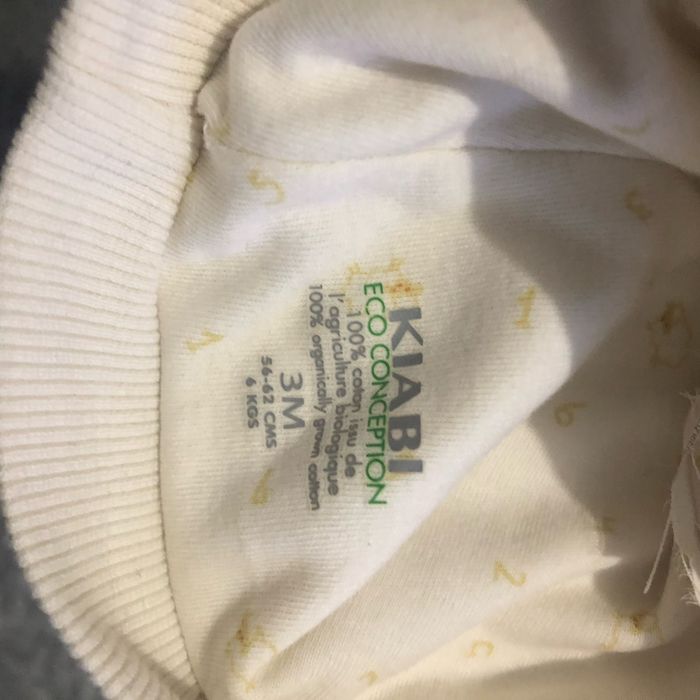 KIABI
ECO CONCEPTION
100% coton issu de
l'agriculture biologique
100% organically grown cotton
3M
56-62 CMS
6 KGS